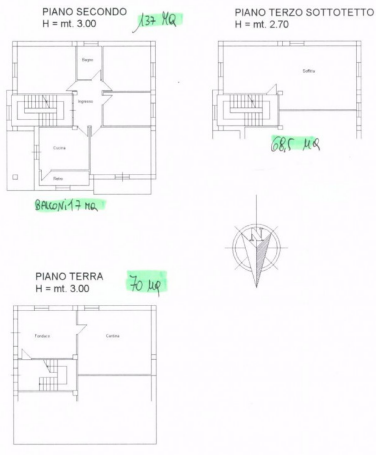 PIANO SECONDO
H = mt. 3.00
137 MQ
Bagno
Ingresso
Cucina
BALCONI 17 MQ
PIANO TERZO SOTTOTETTO
H = mt. 2.70
Soffitta
68,5 MQ
N
PIANO TERRA
H = mt. 3.00
70 MQ
Fondaco
Cantina